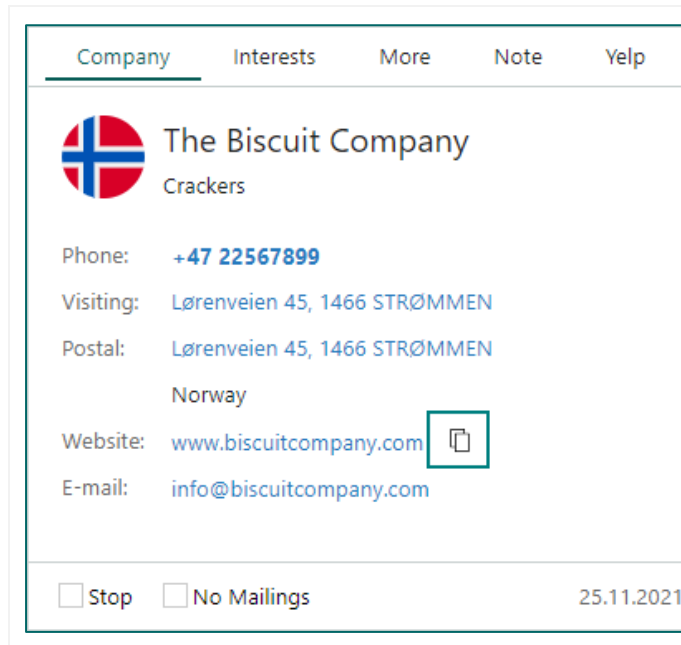 Company Interests More Note Yelp
The Biscuit Company
Crackers
Phone: +47 22567899
Visiting: Lørenveien 45, 1466 STRØMMEN
Postal: Lørenveien 45, 1466 STRØMMEN
Norway
Website: www.biscuitcompany.com
E-mail: info@biscuitcompany.com
Stop No Mailings 25.11.2021